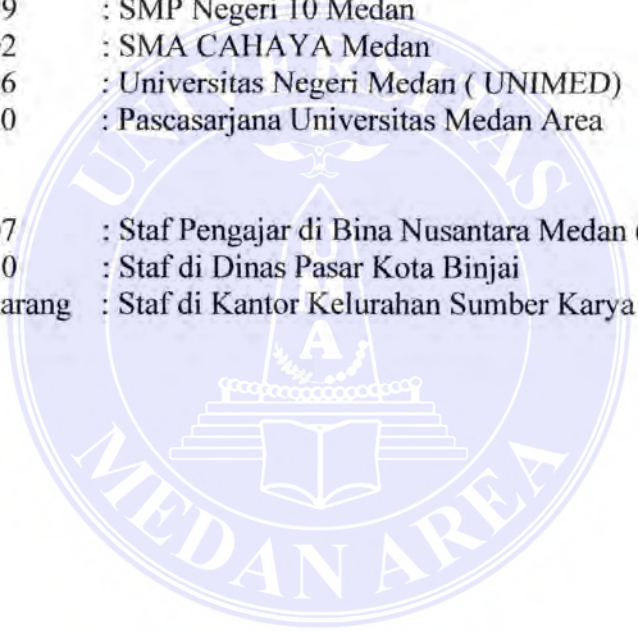 9 : SMP Negeri 10 Medan
2 : SMA CAHAYA Medan
6 : Universitas Negeri Medan ( UNIMED)
0 : Pascasarjana Universitas Medan Area
7 : Staf Pengajar di Bina Nusantara Medan (
0 : Staf di Dinas Pasar Kota Binjai
arang : Staf di Kantor Kelurahan Sumber Karya
UNIVERSITAS
UMA
MEDAN AREA